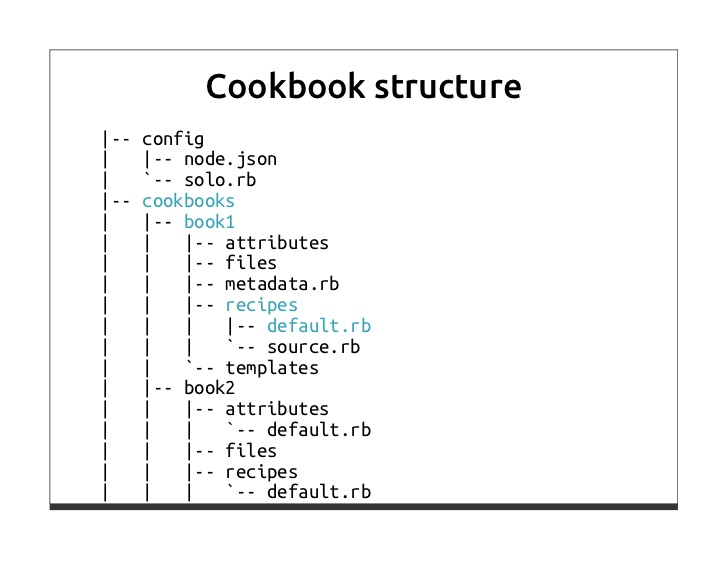 Cookbook structure
|-- config
|   |-- node.json
|   `-- solo.rb
|-- cookbooks
|   |-- book1
|   |   |-- attributes
|   |   |-- files
|   |   |-- metadata.rb
|   |   |-- recipes
|   |   |   |-- default.rb
|   |   |   `-- source.rb
|   |   `-- templates
|   |-- book2
|   |   |-- attributes
|   |   |   `-- default.rb
|   |   |-- files
|   |   |-- recipes
|   |   |   `-- default.rb